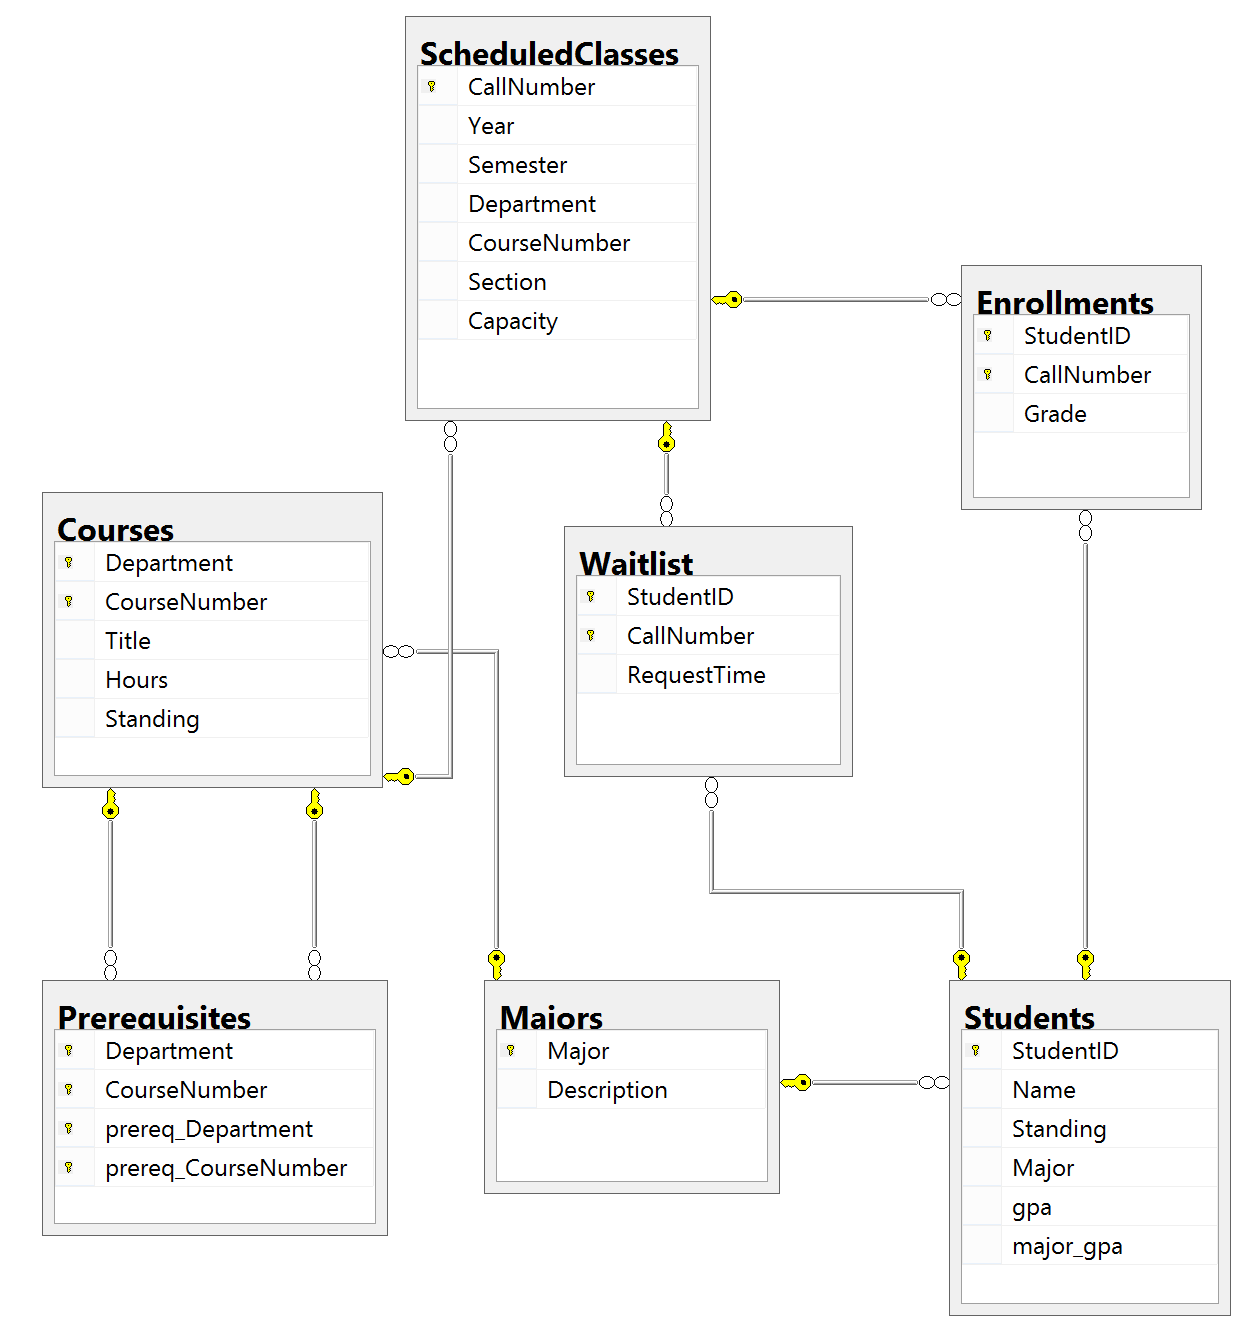 ScheduledClasses
CallNumber
Year
Semester
Department
CourseNumber
Section
Capacity
Enrollments
StudentID
CallNumber
Grade
Courses
Department
CourseNumber
Title
Hours
Standing
Waitlist
StudentID
CallNumber
RequestTime
Prerequisites
Department
CourseNumber
prereq_Department
prereq_CourseNumber
Majors
Major
Description
Students
StudentID
Name
Standing
Major
gpa
major_gpa